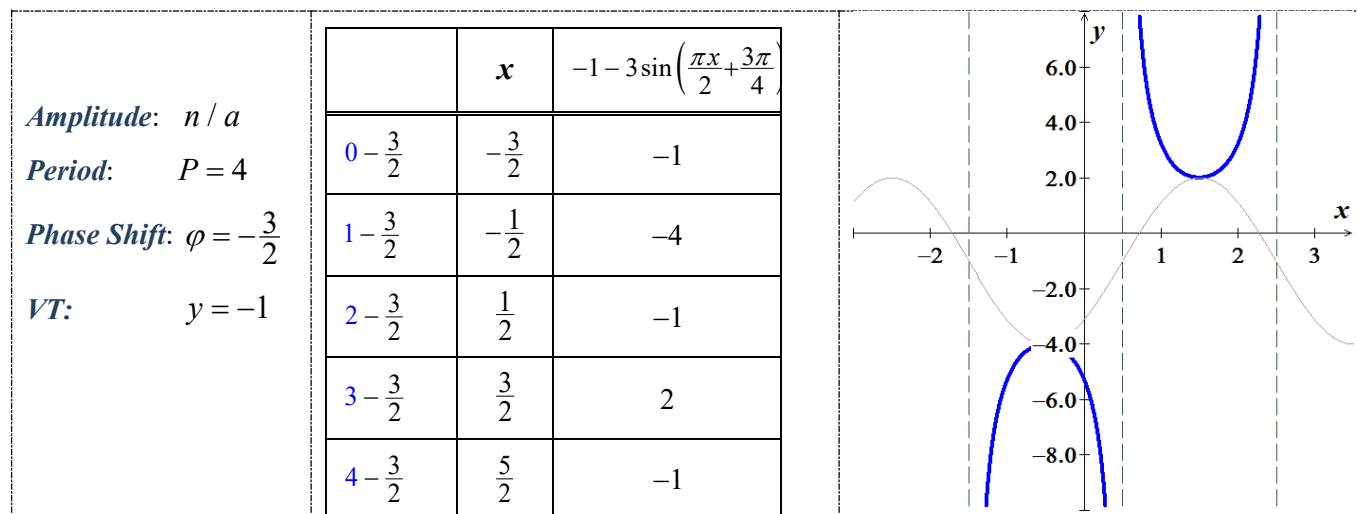 Amplitude: n / a
Period: P = 4
Phase Shift: φ = −3/2
VT: y = −1
x −1 − 3 sin(πx/2 + 3π/4)
0 − 3/2 −3/2 −1
1 − 3/2 −1/2 −4
2 − 3/2 1/2 −1
3 − 3/2 3/2 2
4 − 3/2 5/2 −1
y
6.0
4.0
2.0
x
−2 −1 1 2 3
−2.0
−4.0
−6.0
−8.0